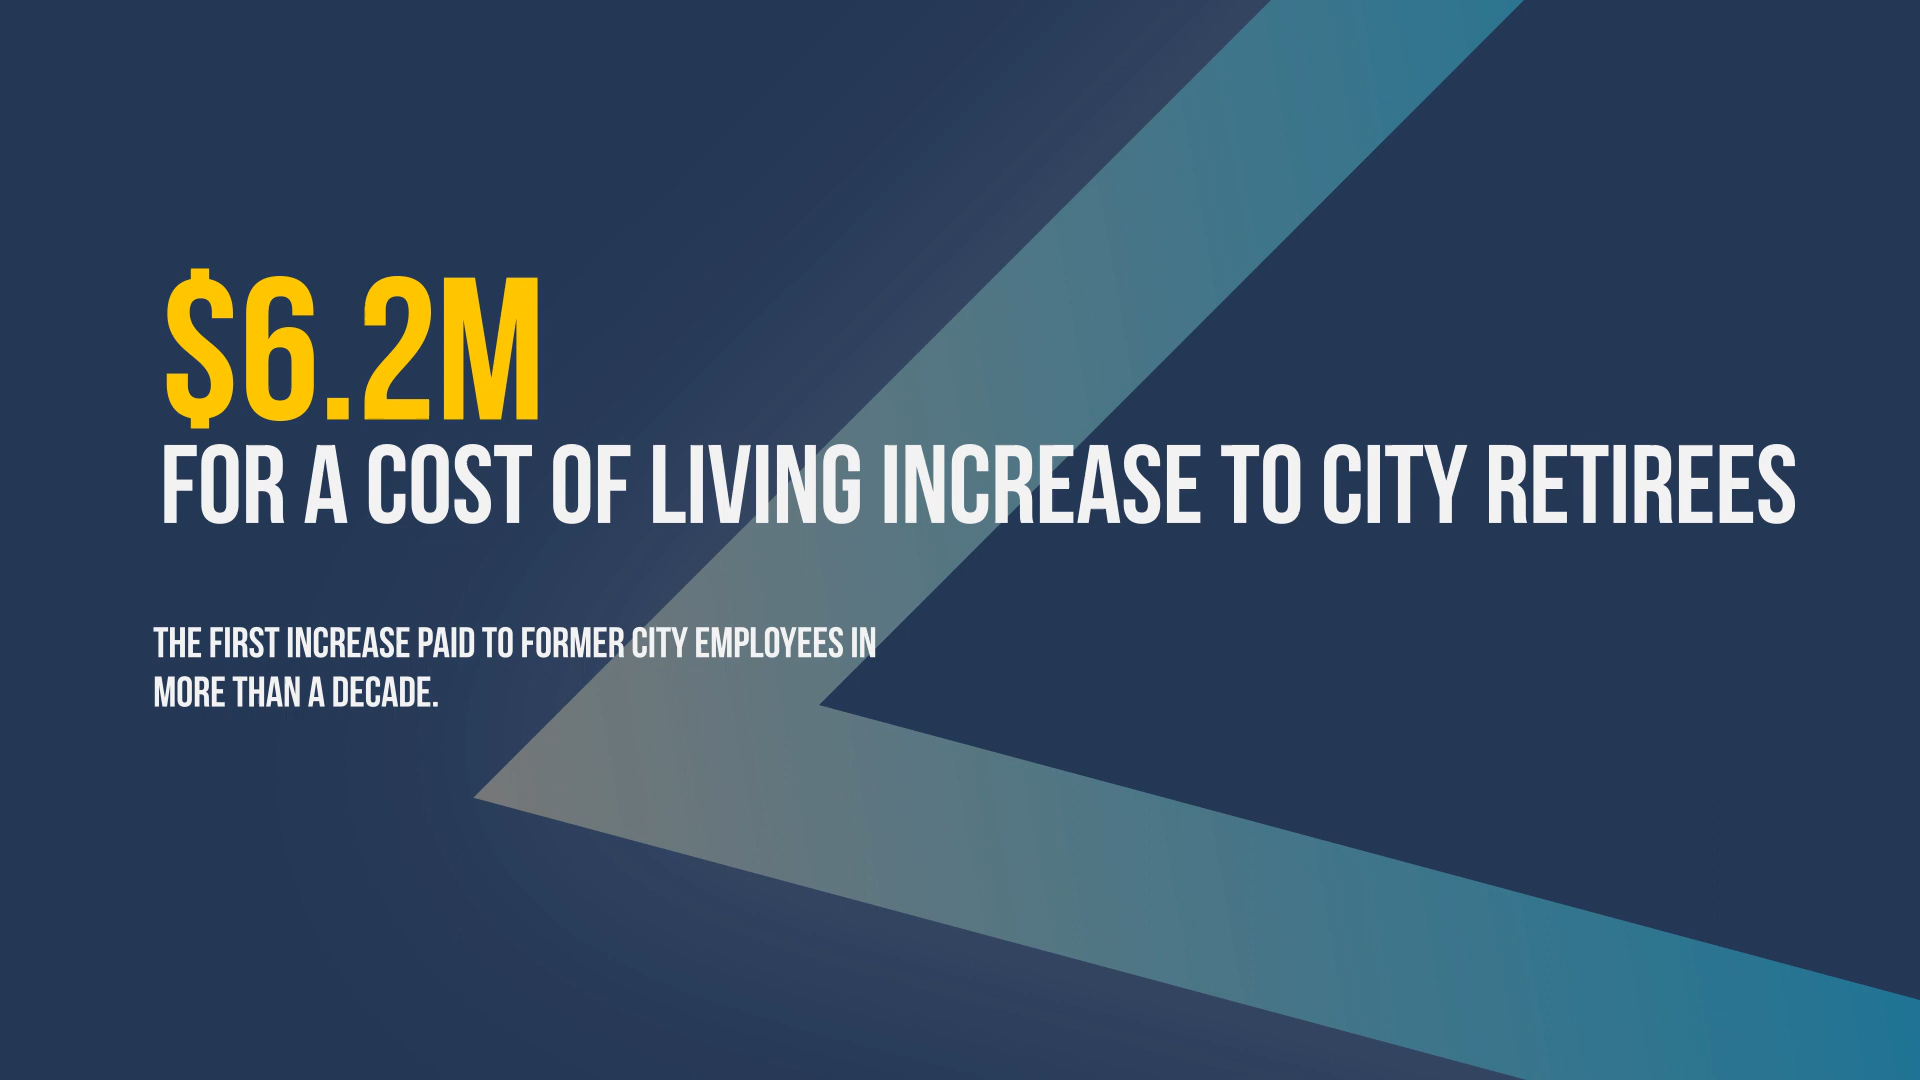 $6.2M
FOR A COST OF LIVING INCREASE TO CITY RETIREES
THE FIRST INCREASE PAID TO FORMER CITY EMPLOYEES IN
MORE THAN A DECADE.